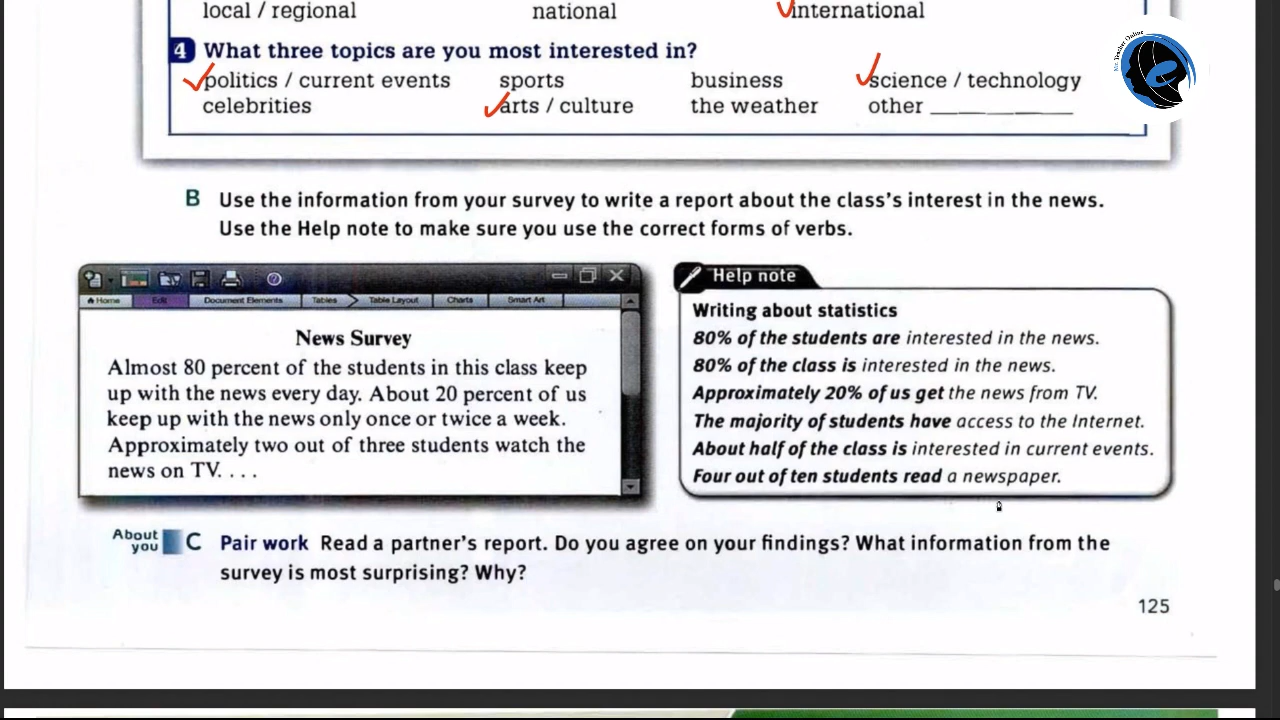 local / regional national international
4 What three topics are you most interested in?
politics / current events sports business science / technology
celebrities arts / culture the weather other ____________
B Use the information from your survey to write a report about the class's interest in the news.
Use the Help note to make sure you use the correct forms of verbs.
Home Edit Document Elements Tables Table Layout Charts Smart Art
News Survey
Almost 80 percent of the students in this class keep
up with the news every day. About 20 percent of us
keep up with the news only once or twice a week.
Approximately two out of three students watch the
news on TV. . . .
Help note
Writing about statistics
80% of the students are interested in the news.
80% of the class is interested in the news.
Approximately 20% of us get the news from TV.
The majority of students have access to the Internet.
About half of the class is interested in current events.
Four out of ten students read a newspaper.
About you C Pair work Read a partner's report. Do you agree on your findings? What information from the
survey is most surprising? Why?
125
Teacher Online